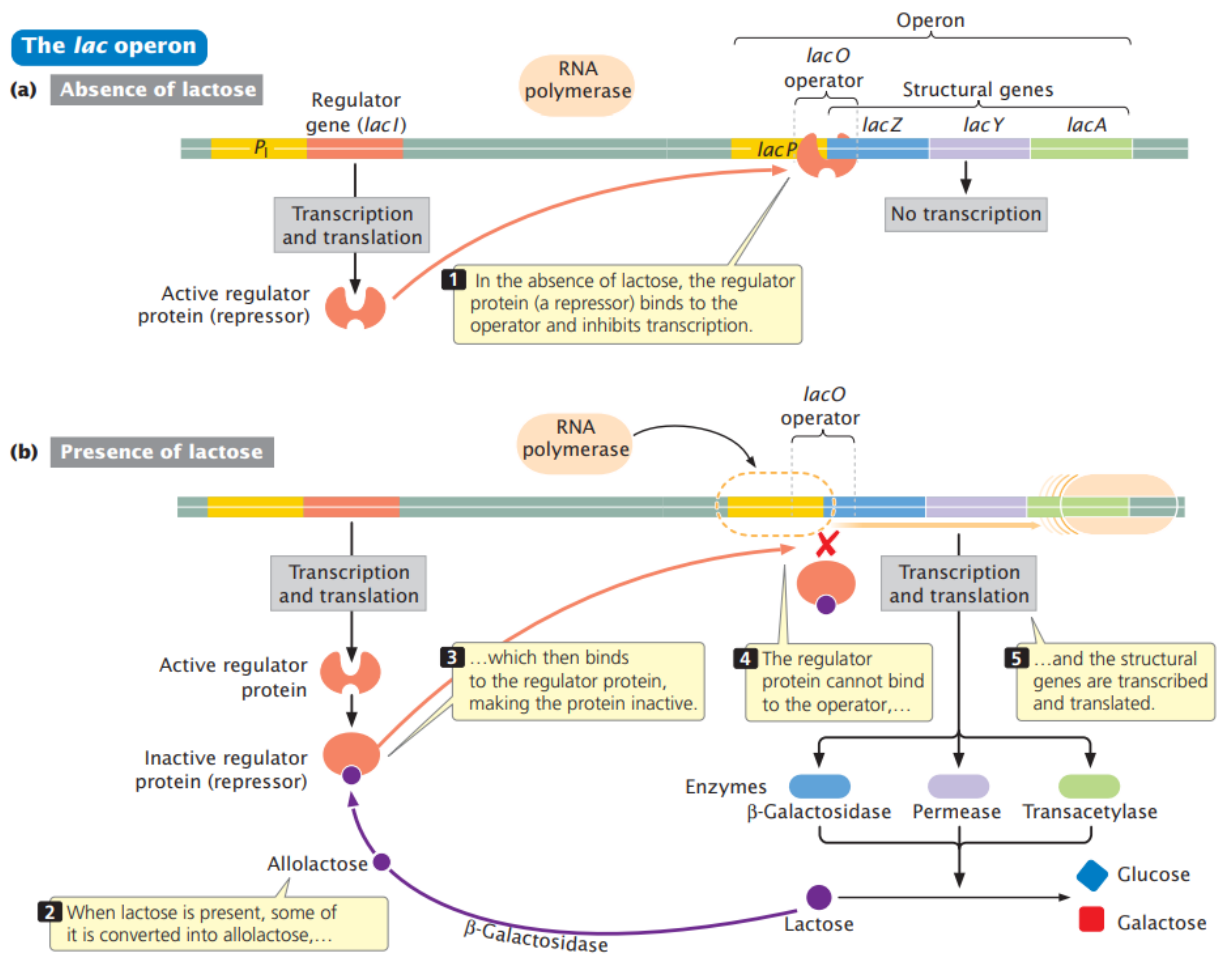 The lac operon
(a) Absence of lactose
Operon
lacO
operator
RNA
polymerase
Structural genes
Regulator
gene (lacI)
lacZ
lacY
lacA
PI
lacP
Transcription
and translation
No transcription
Active regulator
protein (repressor)
1 In the absence of lactose, the regulator
protein (a repressor) binds to the
operator and inhibits transcription.
(b) Presence of lactose
RNA
polymerase
lacO
operator
Transcription
and translation
Transcription
and translation
Active regulator
protein
3 …which then binds
to the regulator protein,
making the protein inactive.
4 The regulator
protein cannot bind
to the operator,…
5 …and the structural
genes are transcribed
and translated.
Inactive regulator
protein (repressor)
Enzymes
β-Galactosidase
Permease
Transacetylase
Allolactose
2 When lactose is present, some of
it is converted into allolactose,…
β-Galactosidase
Lactose
Glucose
Galactose